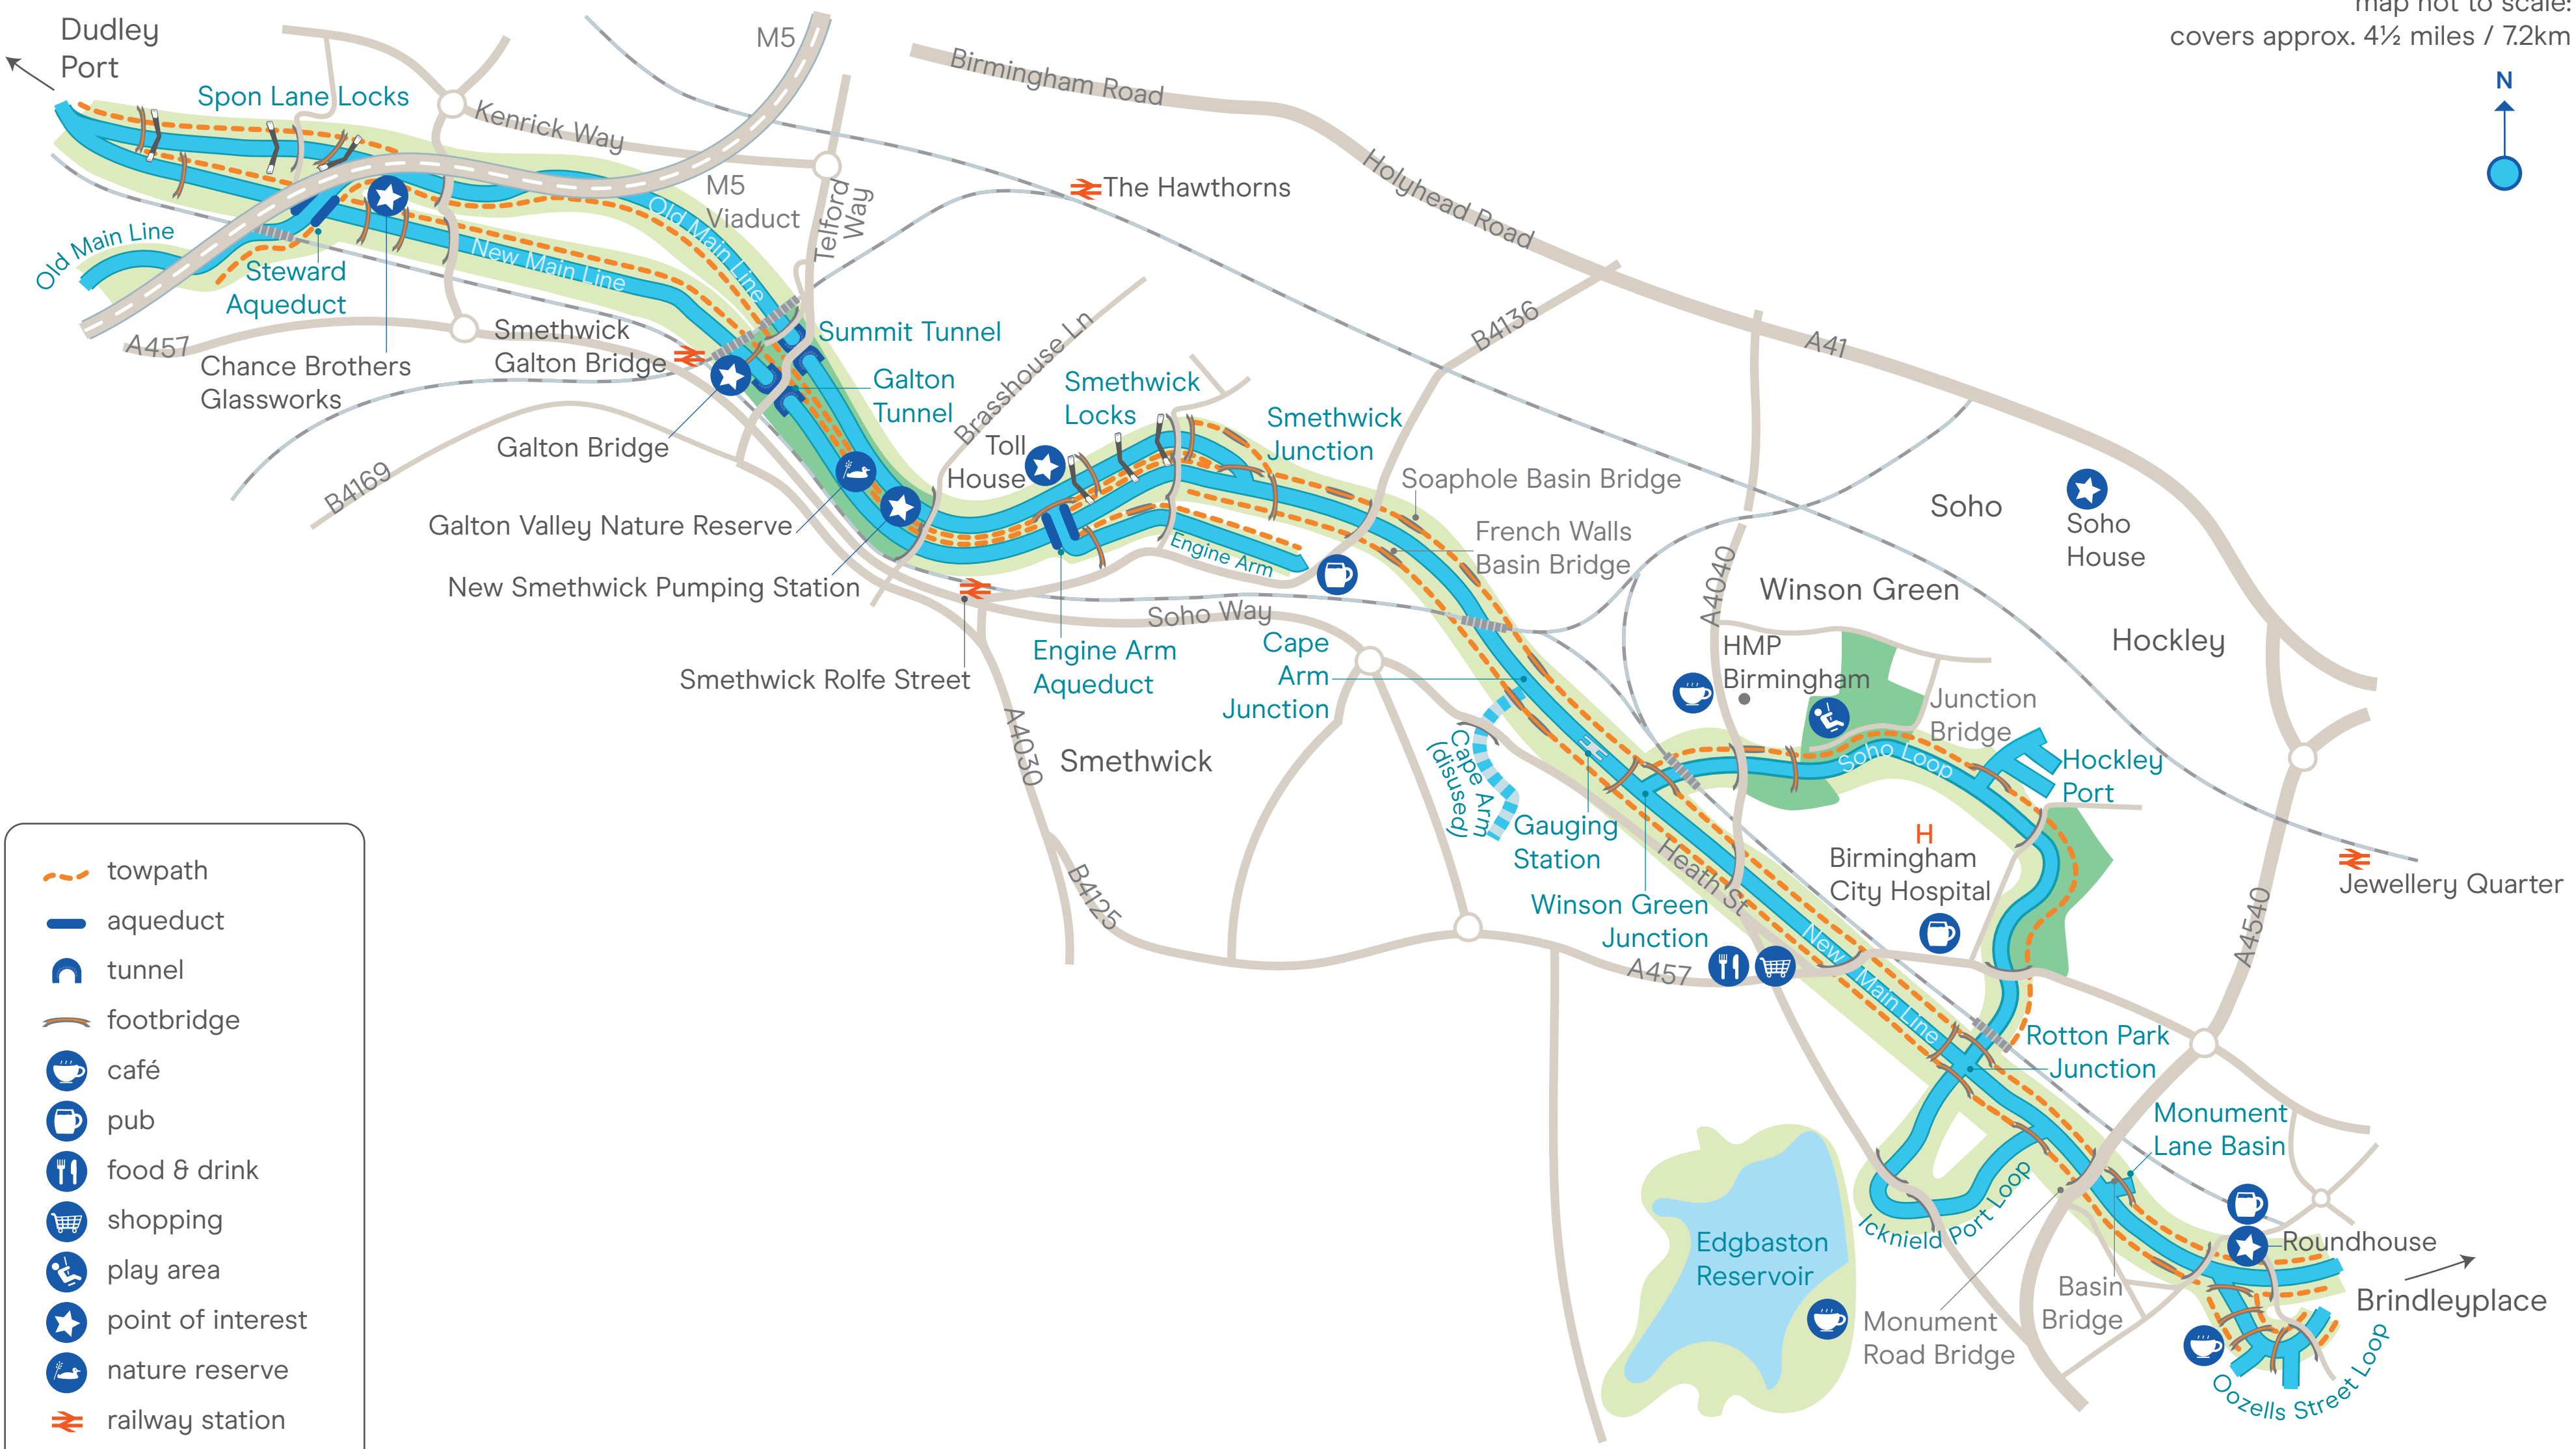 map not to scale:
covers approx. 4½ miles / 7.2km
N
Dudley
Port
M5
Birmingham Road
Spon Lane Locks
Kenrick Way
M5
Viaduct
Telford
Way
The Hawthorns
Holyhead Road
Old Main Line
Old Main Line
New Main Line
Steward
Aqueduct
A457
Chance Brothers
Glassworks
Smethwick
Galton Bridge
Summit Tunnel
Galton
Tunnel
Brasshouse Ln
B4136
A41
Smethwick
Locks
Smethwick
Junction
Toll
House
Galton Bridge
B4169
Galton Valley Nature Reserve
New Smethwick Pumping Station
Engine Arm
Soaphole Basin Bridge
French Walls
Basin Bridge
Soho
Soho
House
Winson Green
A4040
Hockley
Soho Way
Smethwick Rolfe Street
Engine Arm
Aqueduct
Cape
Arm
Junction
HMP
Birmingham
Junction
Bridge
A4030
Smethwick
Cape Arm
(disused)
Soho Loop
Hockley
Port
Gauging
Station
H
Birmingham
City Hospital
Jewellery Quarter
Heath St
Winson Green
Junction
B4125
A457
A4540
New Main Line
Rotton Park
Junction
Monument
Lane Basin
Icknield Port Loop
Edgbaston
Reservoir
Monument
Road Bridge
Basin
Bridge
Roundhouse
Brindleyplace
Oozells Street Loop
towpath
aqueduct
tunnel
footbridge
café
pub
food & drink
shopping
play area
point of interest
nature reserve
railway station